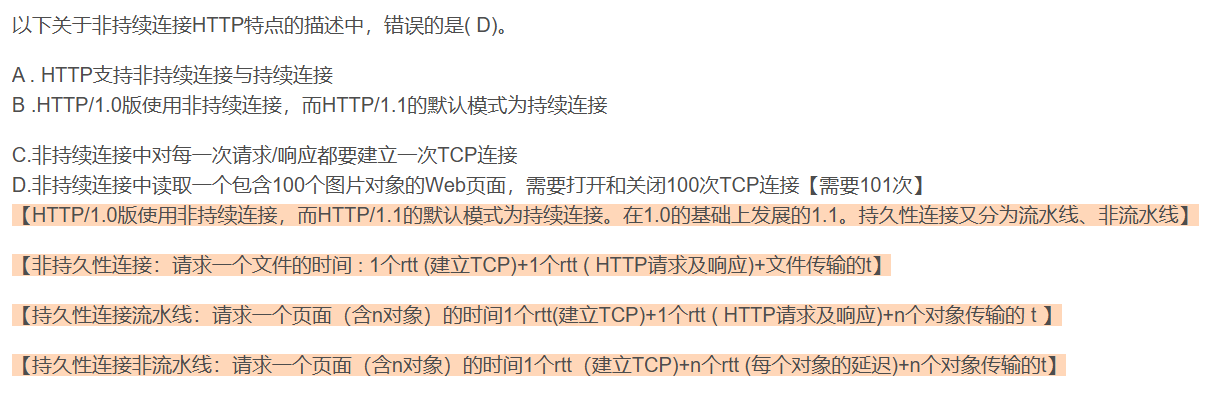 以下关于非持续连接HTTP特点的描述中，错误的是( D)。
A . HTTP支持非持续连接与持续连接
B .HTTP/1.0版使用非持续连接，而HTTP/1.1的默认模式为持续连接
C.非持续连接中对每一次请求/响应都要建立一次TCP连接
D.非持续连接中读取一个包含100个图片对象的Web页面，需要打开和关闭100次TCP连接【需要101次】
【HTTP/1.0版使用非持续连接，而HTTP/1.1的默认模式为持续连接。在1.0的基础上发展的1.1。持久性连接又分为流水线、非流水线】
【非持久性连接：请求一个文件的时间 : 1个rtt (建立TCP)+1个rtt ( HTTP请求及响应)+文件传输的t】
【持久性连接流水线：请求一个页面（含n对象）的时间1个rtt(建立TCP)+1个rtt ( HTTP请求及响应)+n个对象传输的 t 】
【持久性连接非流水线：请求一个页面（含n对象）的时间1个rtt（建立TCP)+n个rtt (每个对象的延迟)+n个对象传输的t】